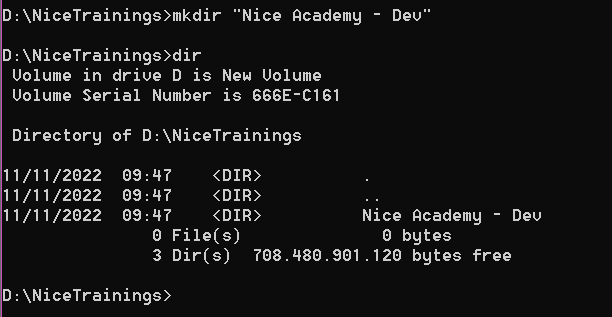 D:\NiceTrainings>mkdir "Nice Academy - Dev"
D:\NiceTrainings>dir
Volume in drive D is New Volume
Volume Serial Number is 666E-C161
Directory of D:\NiceTrainings
11/11/2022  09:47    <DIR>          .
11/11/2022  09:47    <DIR>          ..
11/11/2022  09:47    <DIR>          Nice Academy - Dev
0 File(s)              0 bytes
3 Dir(s)  708.480.901.120 bytes free
D:\NiceTrainings>